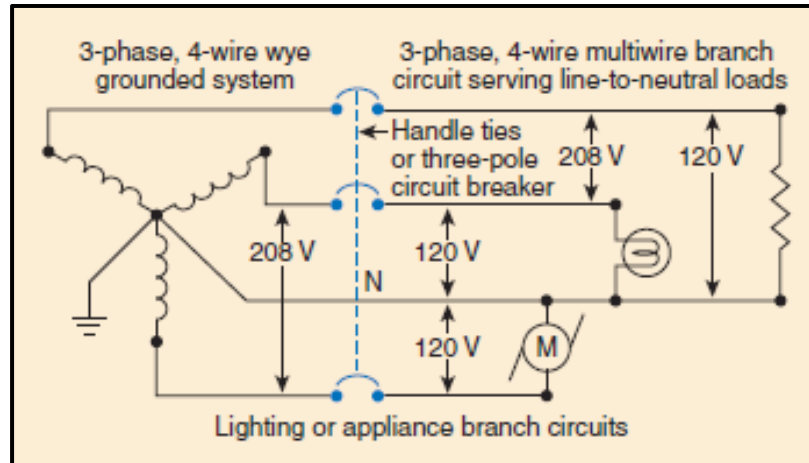 3-phase, 4-wire wye
grounded system
3-phase, 4-wire multiwire branch
circuit serving line-to-neutral loads
Handle ties
or three-pole
circuit breaker
208 V
120 V
208 V
120 V
N
120 V
M
Lighting or appliance branch circuits